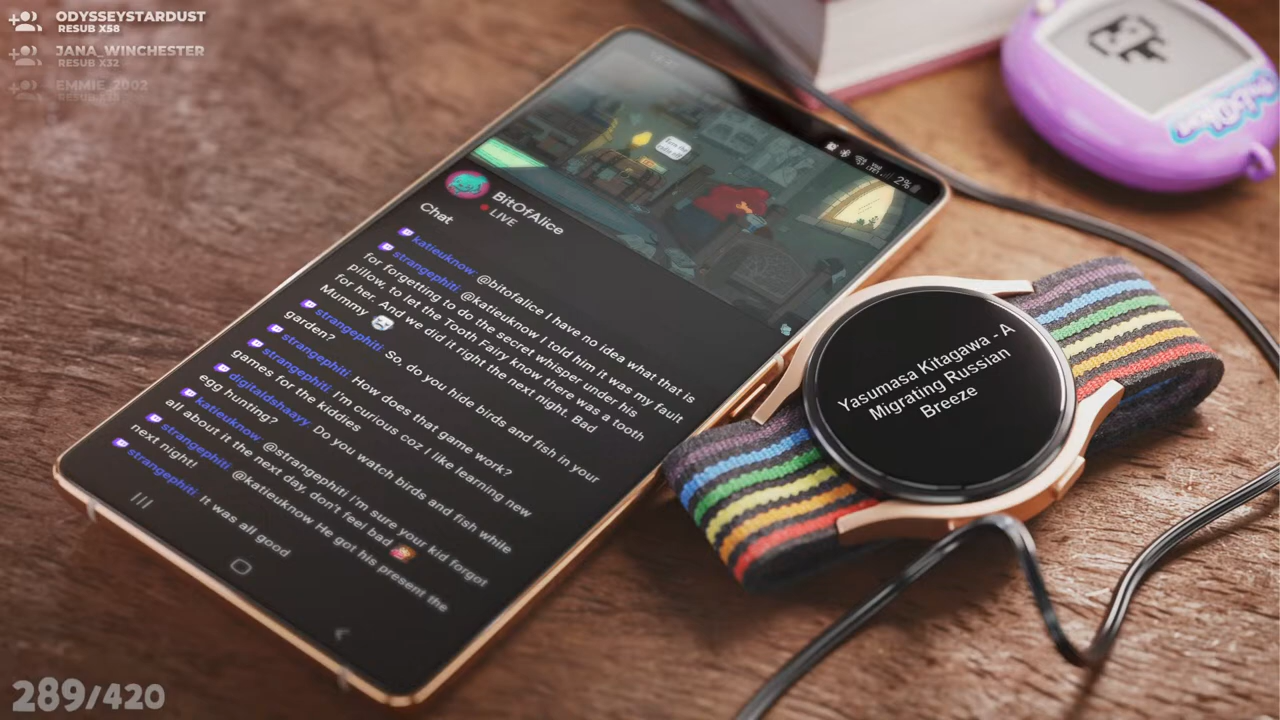 ODYSSEYSTARDUST
RESUB X58
JANA_WINCHESTER
RESUB X32
EMMIE_2002
RESUB
2%
BitOfAlice
LIVE
Chat
katieuknow @bitofalice I have no idea what that is
strangephiti @katieuknow I told him it was my fault
for forgetting to do the secret whisper under his
pillow, to let the Tooth Fairy know there was a tooth
for her. And we did it right the next night. Bad
Mummy
strangephiti So, do you hide birds and fish in your
garden?
strangephiti How does that game work?
strangephiti I'm curious coz I like learning new
games for the kiddies
digitaldshaayy Do you watch birds and fish while
egg hunting?
katieuknow @strangephiti I'm sure your kid forgot
all about it the next day, don't feel bad
strangephiti @katieuknow He got his present the
next night!
strangephiti It was all good
Yasumasa Kitagawa - A
Migrating Russian
Breeze
289/420